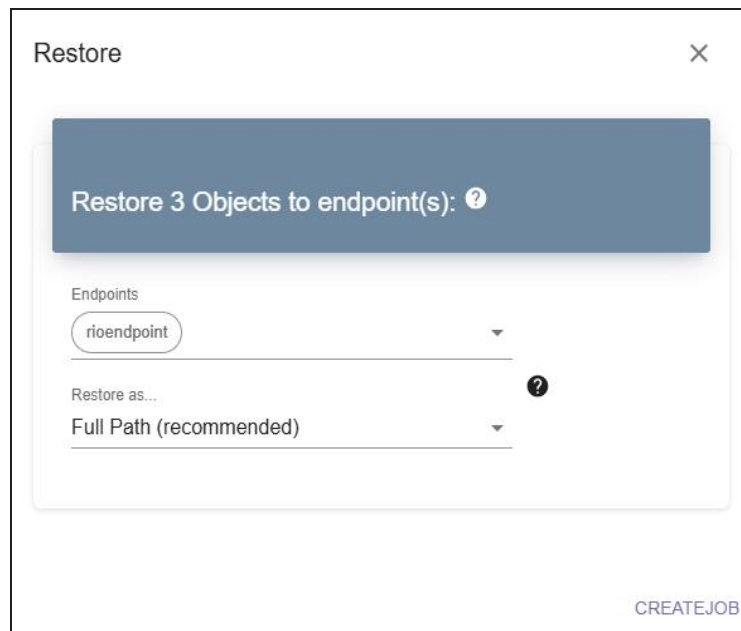 Restore
Restore 3 Objects to endpoint(s):
Endpoints
rioendpoint
Restore as...
Full Path (recommended)
CREATEJOB